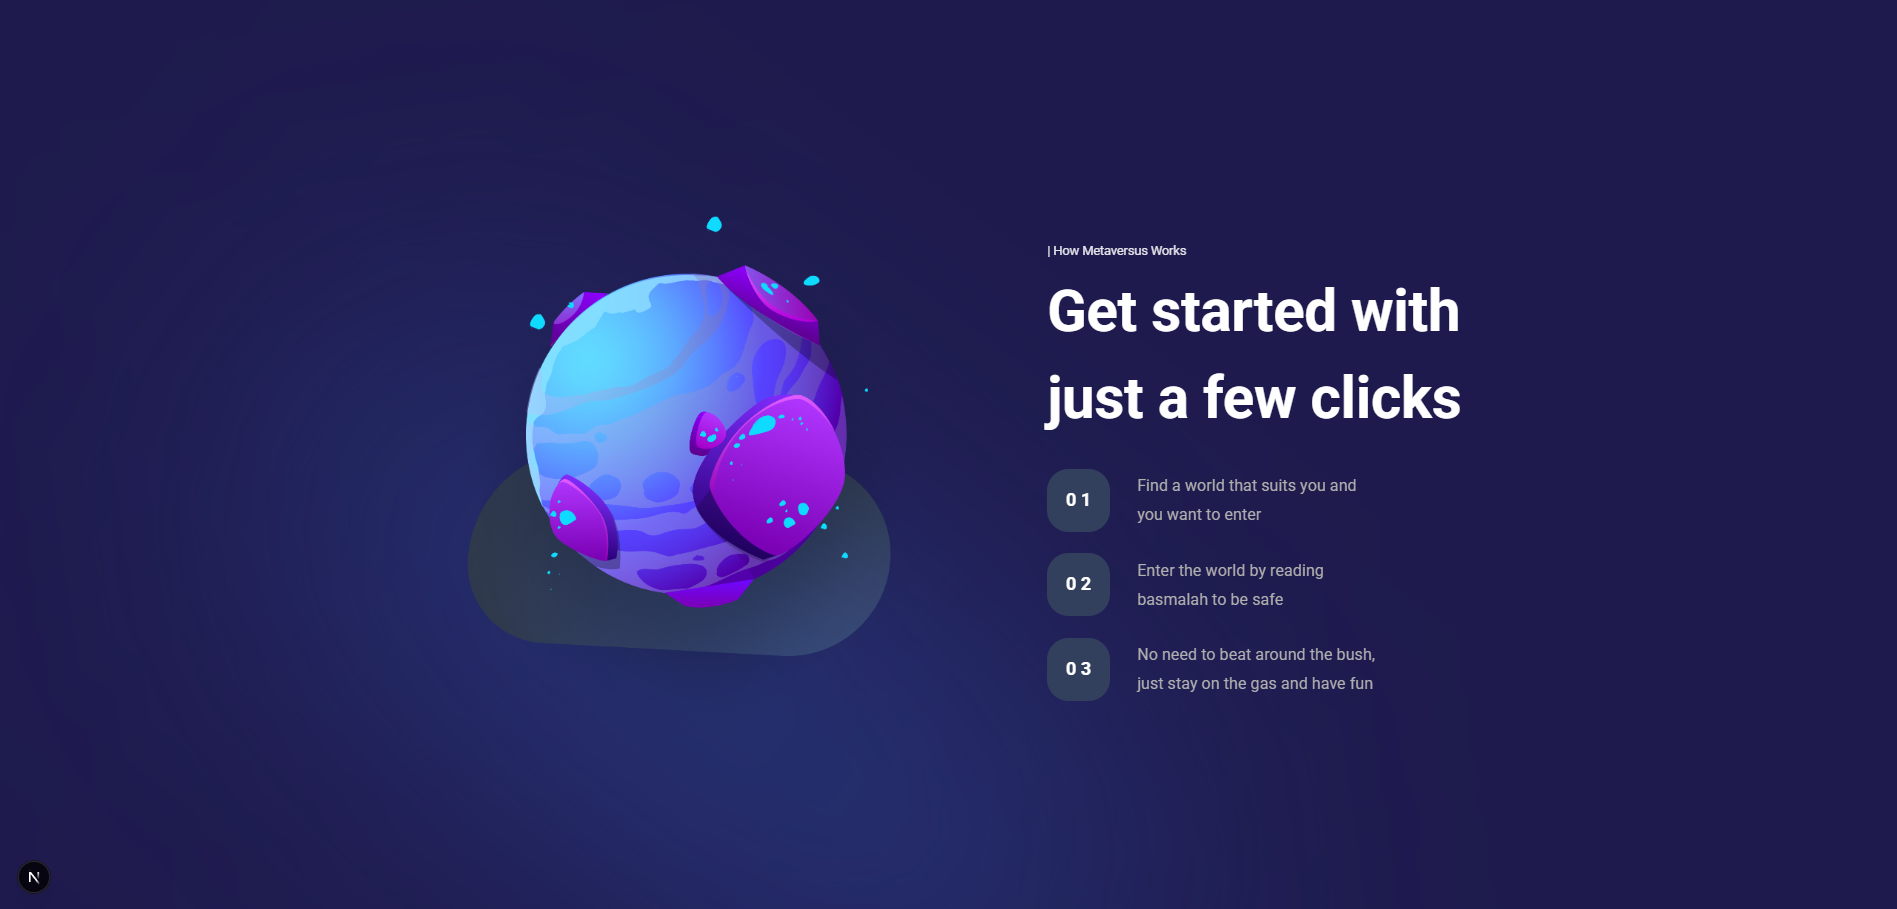 | How Metaversus Works
Get started with
just a few clicks
01
Find a world that suits you and
you want to enter
02
Enter the world by reading
basmalah to be safe
03
No need to beat around the bush,
just stay on the gas and have fun
N